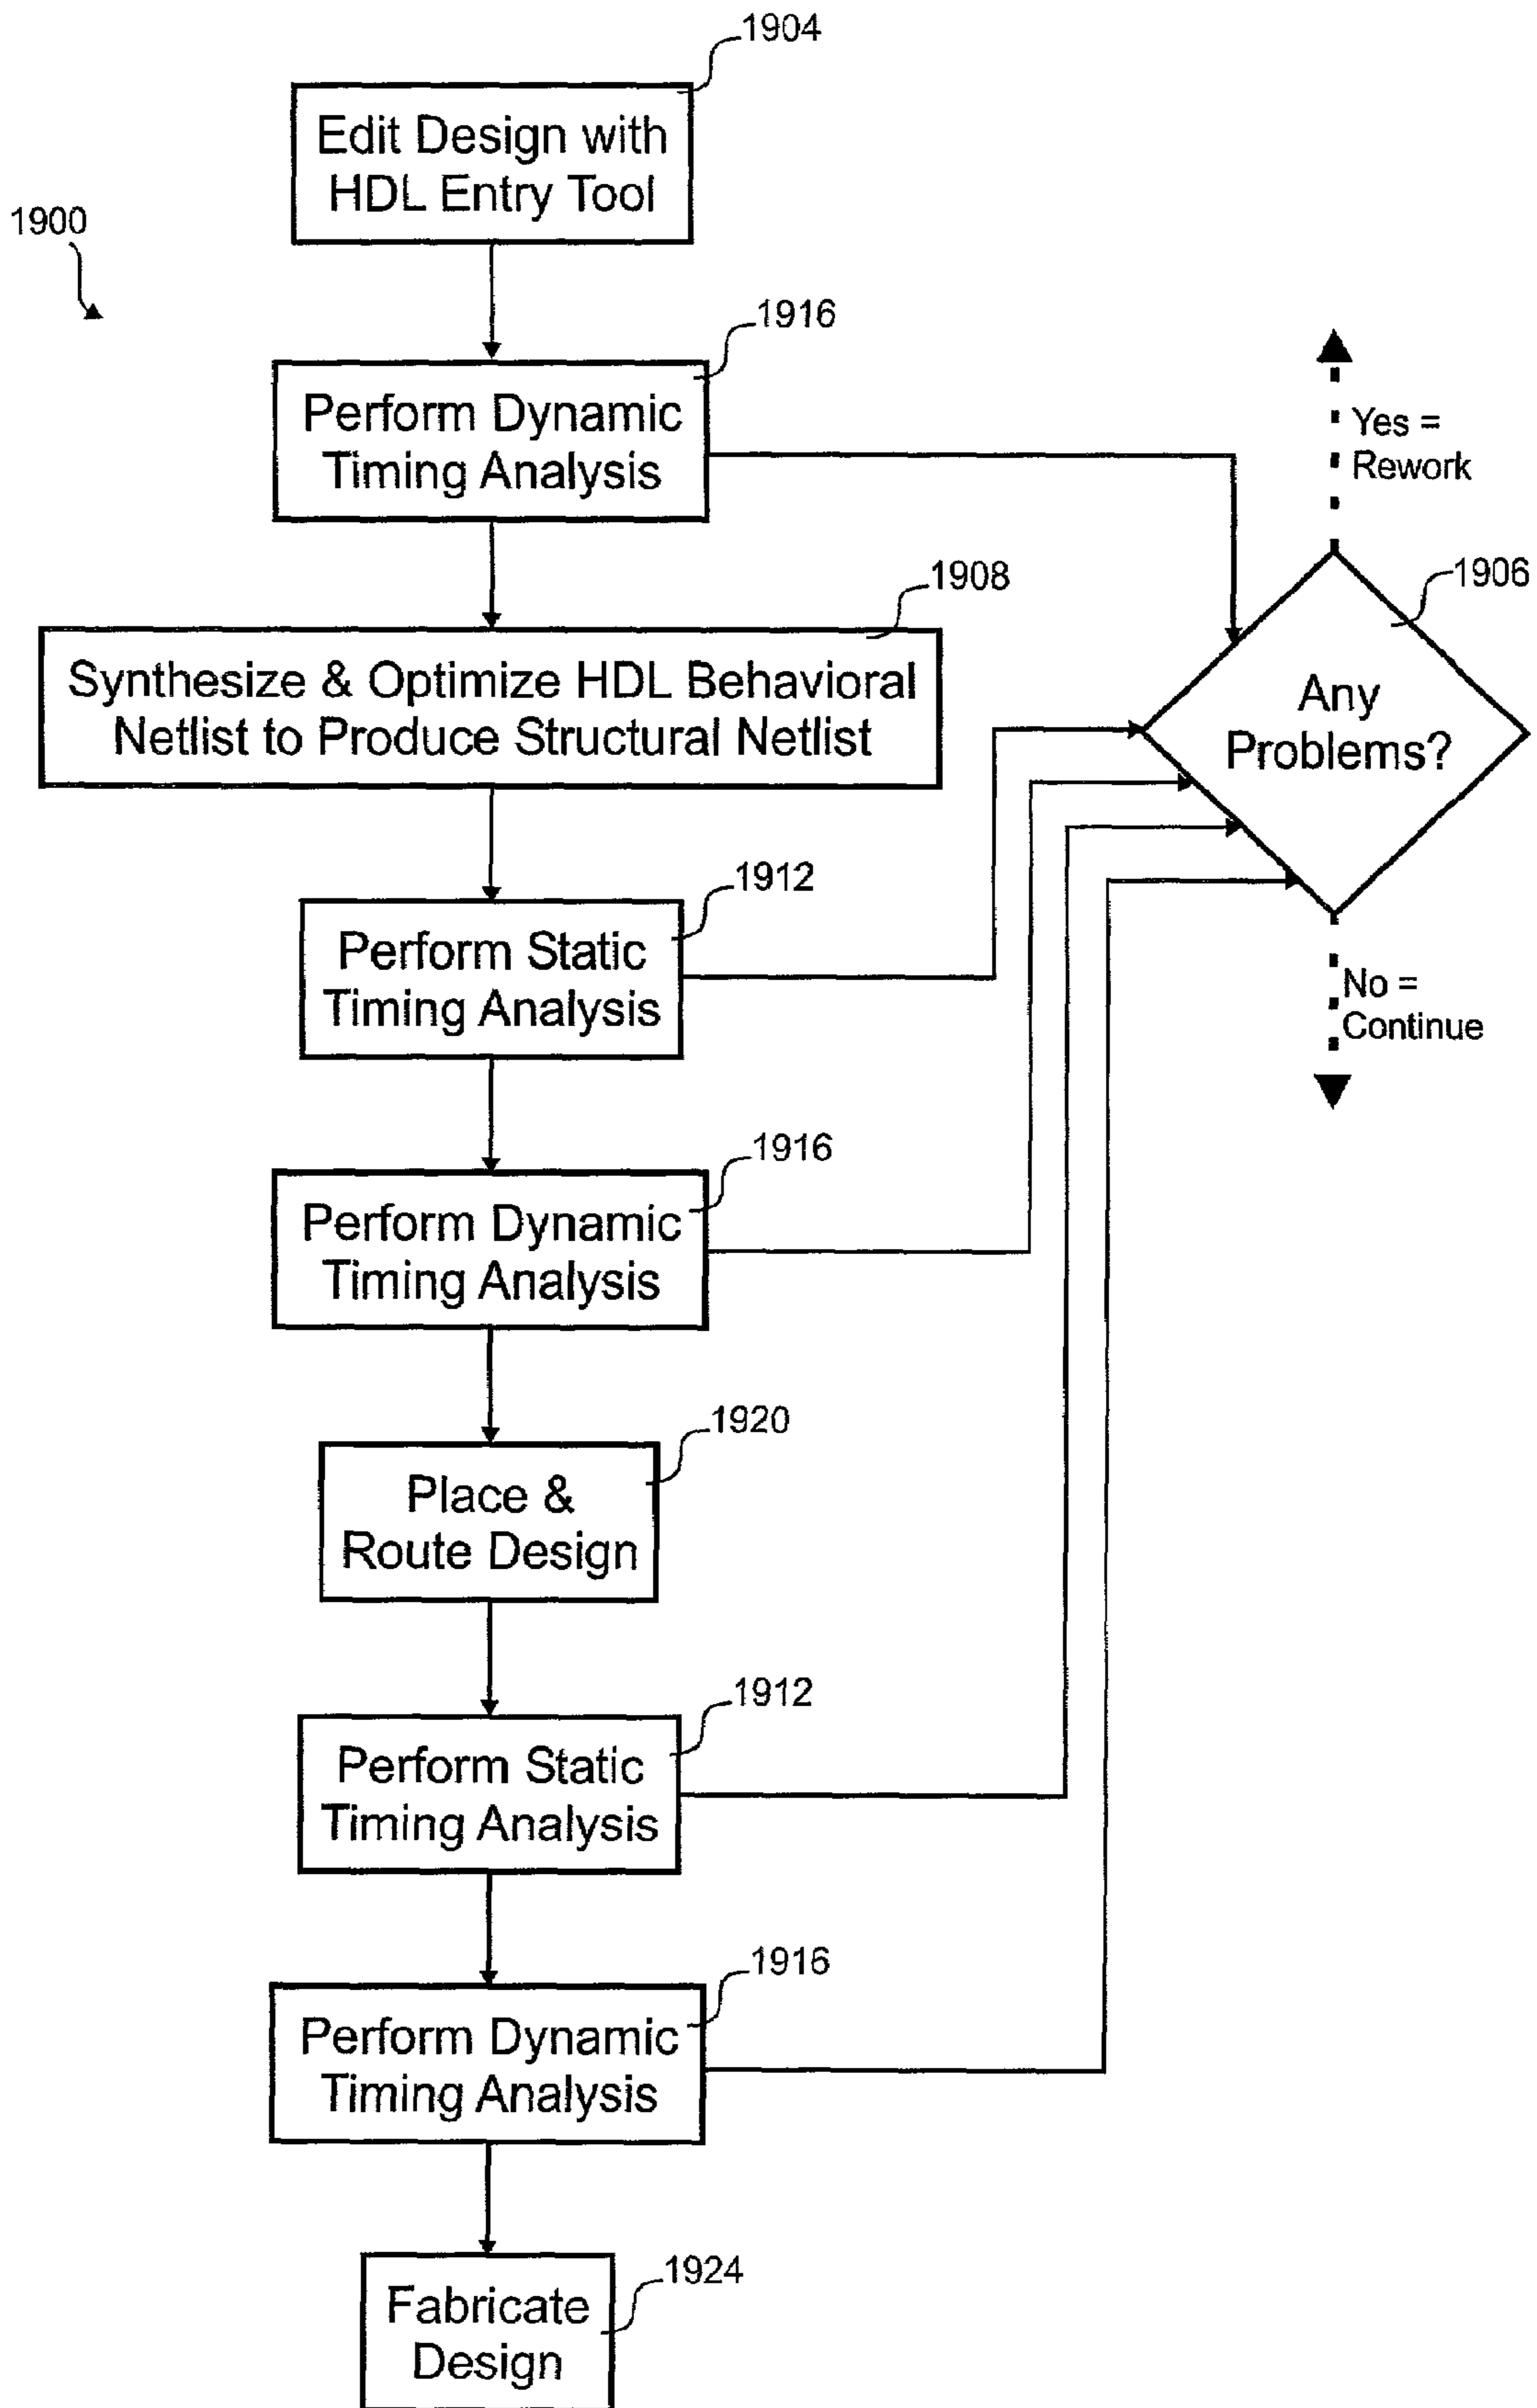 1904
Edit Design with
HDL Entry Tool
1900
1916
Perform Dynamic
Timing Analysis
Yes =
Rework
1908
Synthesize & Optimize HDL Behavioral
Netlist to Produce Structural Netlist
1906
Any
Problems?
1912
Perform Static
Timing Analysis
No =
Continue
1916
Perform Dynamic
Timing Analysis
1920
Place &
Route Design
1912
Perform Static
Timing Analysis
1916
Perform Dynamic
Timing Analysis
1924
Fabricate
Design